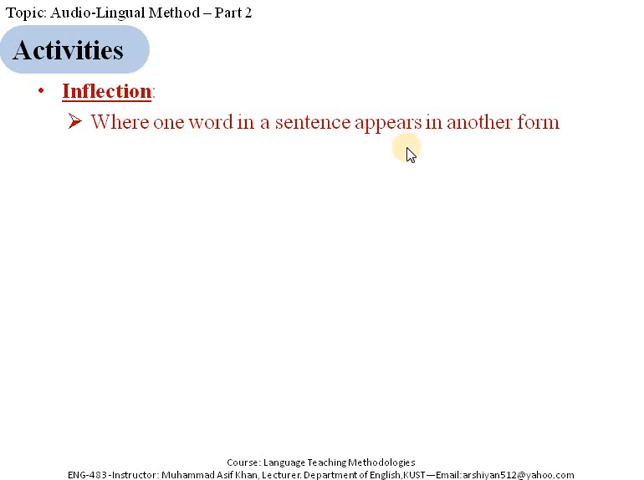 Topic: Audio-Lingual Method – Part 2
Activities
• Inflection:
➢ Where one word in a sentence appears in another form
Course: Language Teaching Methodologies
ENG-483 -Instructor: Muhammad Asif Khan, Lecturer. Department of English,KUST—Email:arshiyan512@yahoo.com